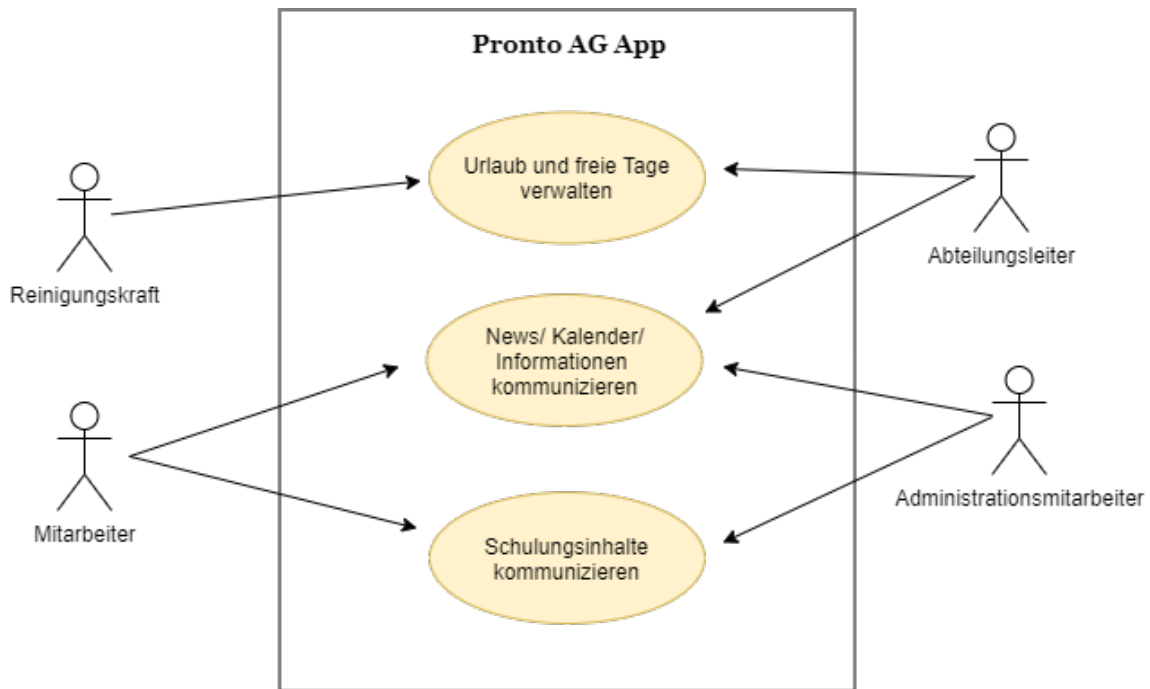 Pronto AG App
Urlaub und freie Tage
verwalten
Reinigungskraft
Abteilungsleiter
News/ Kalender/
Informationen
kommunizieren
Mitarbeiter
Administrationsmitarbeiter
Schulungsinhalte
kommunizieren